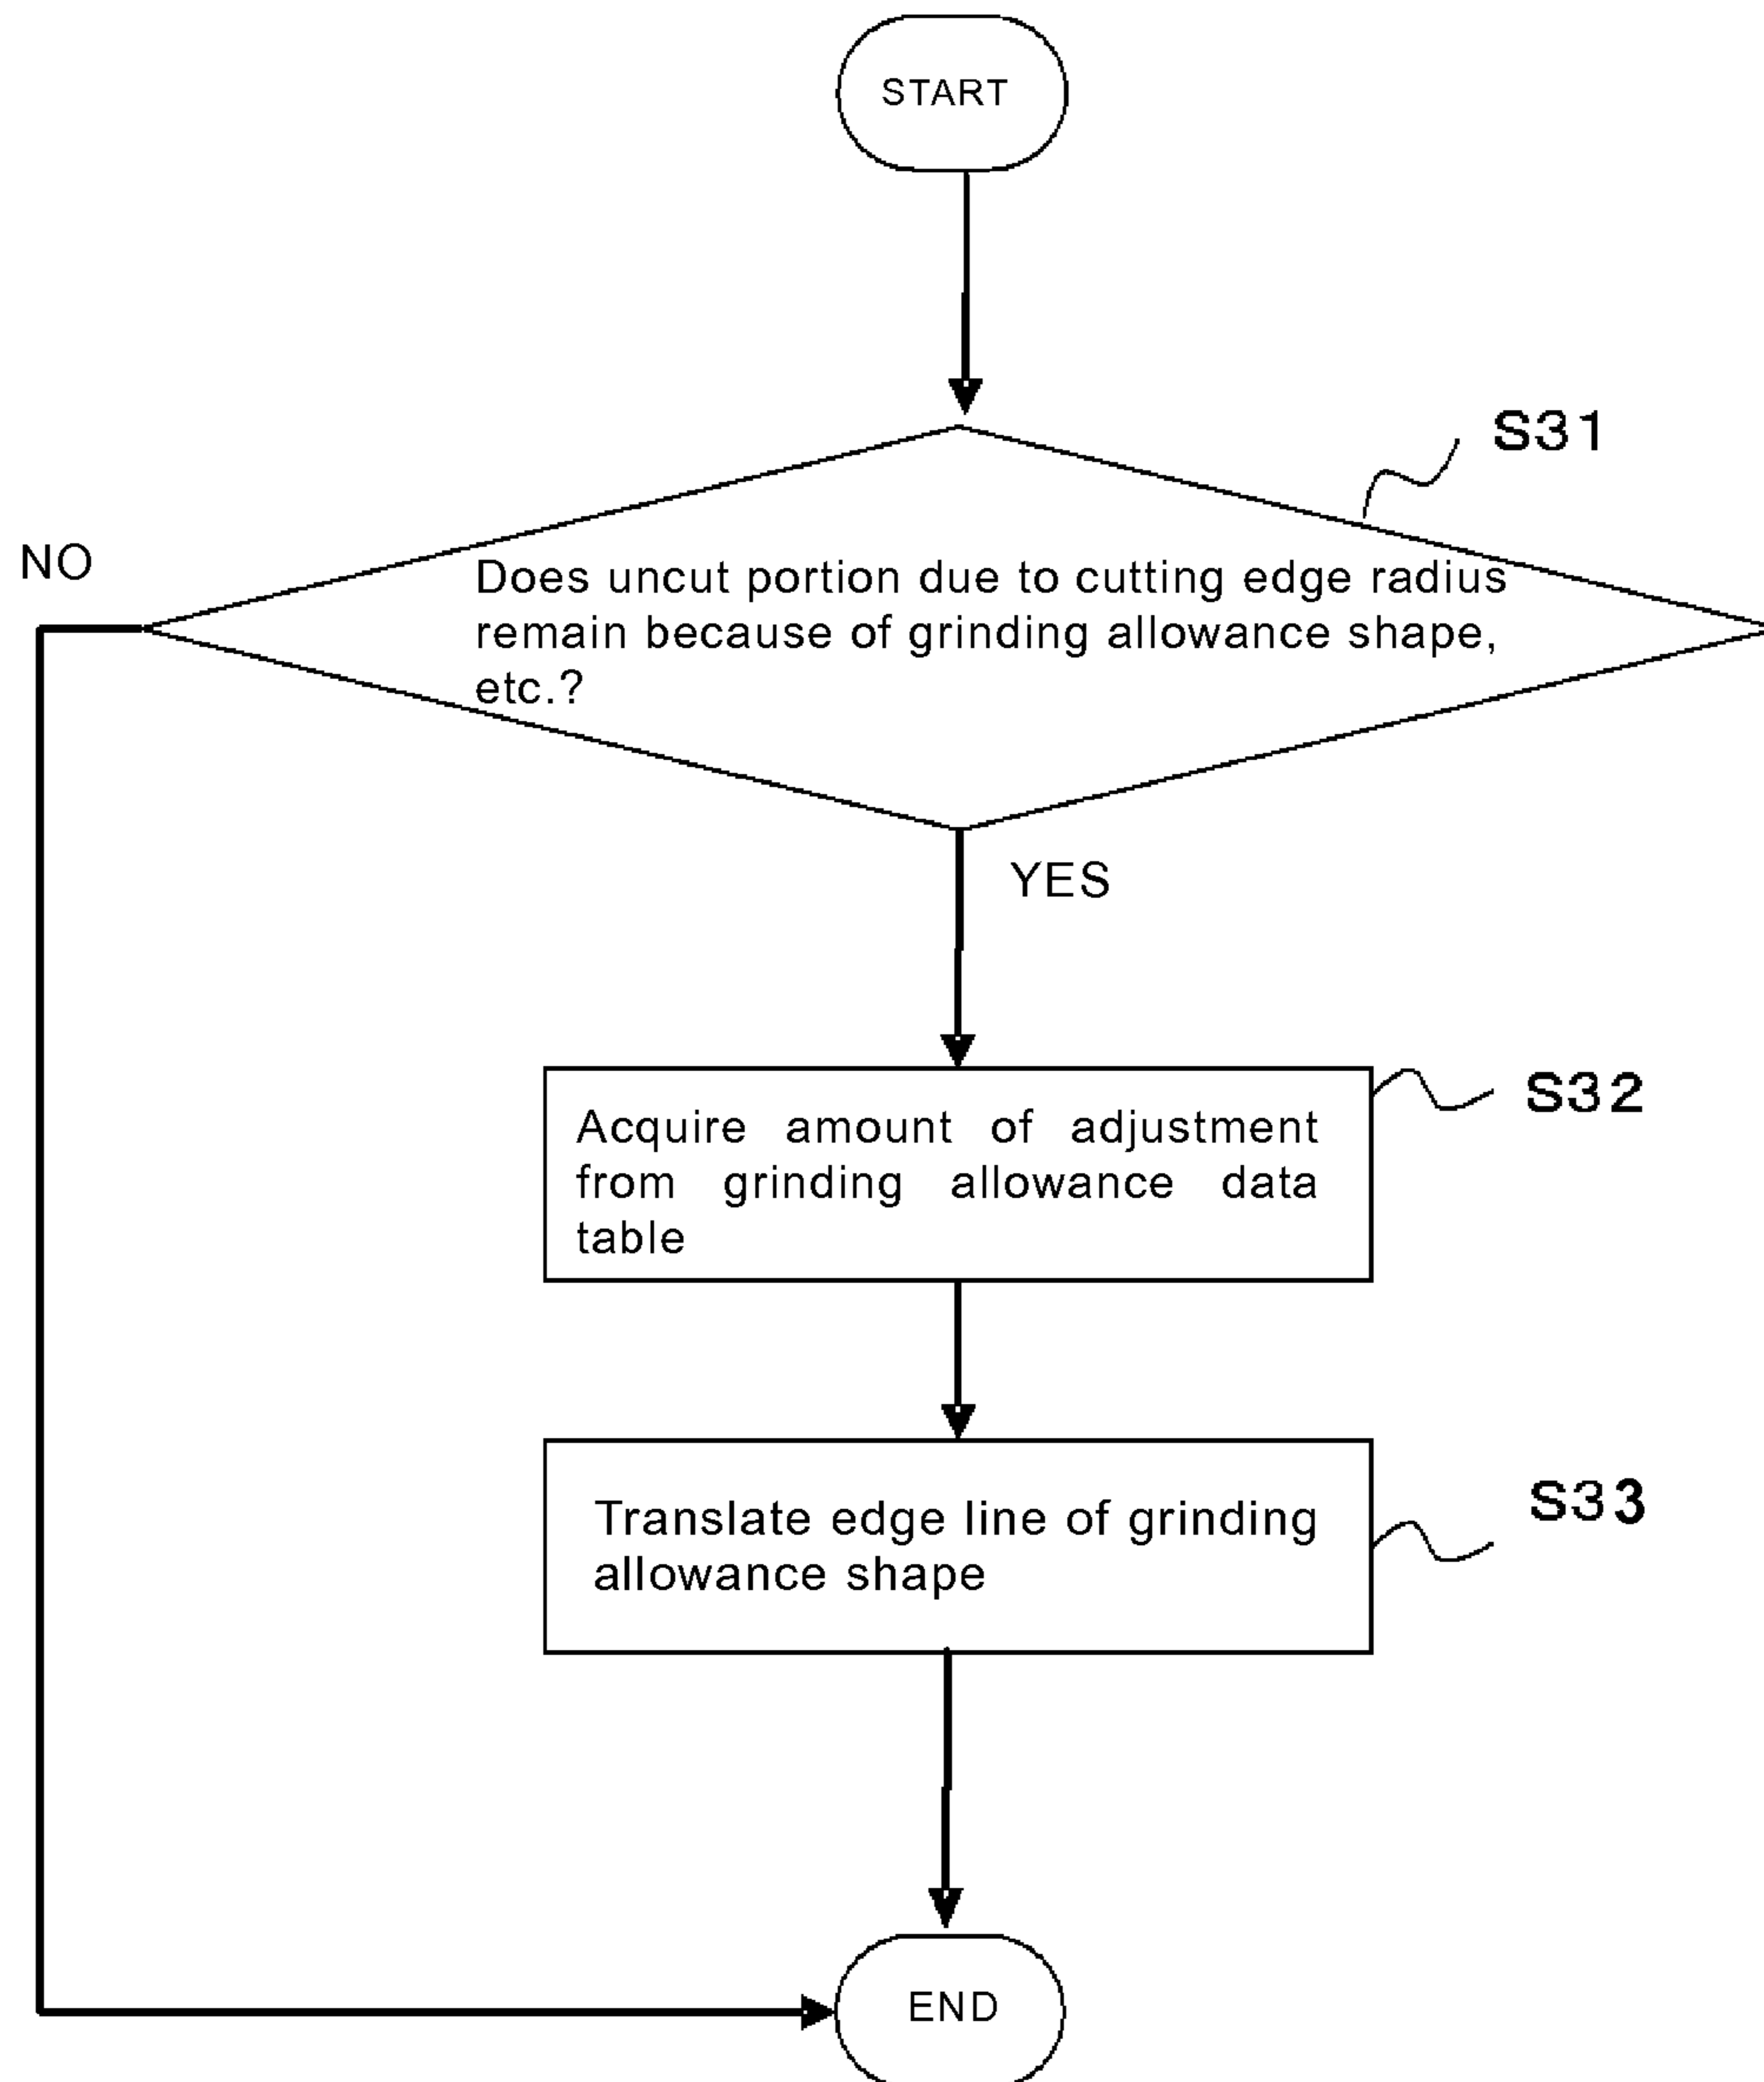 START
S31
NO
Does uncut portion due to cutting edge radius
remain because of grinding allowance shape,
etc.?
YES
S32
Acquire amount of adjustment
from grinding allowance data
table
S33
Translate edge line of grinding
allowance shape
END